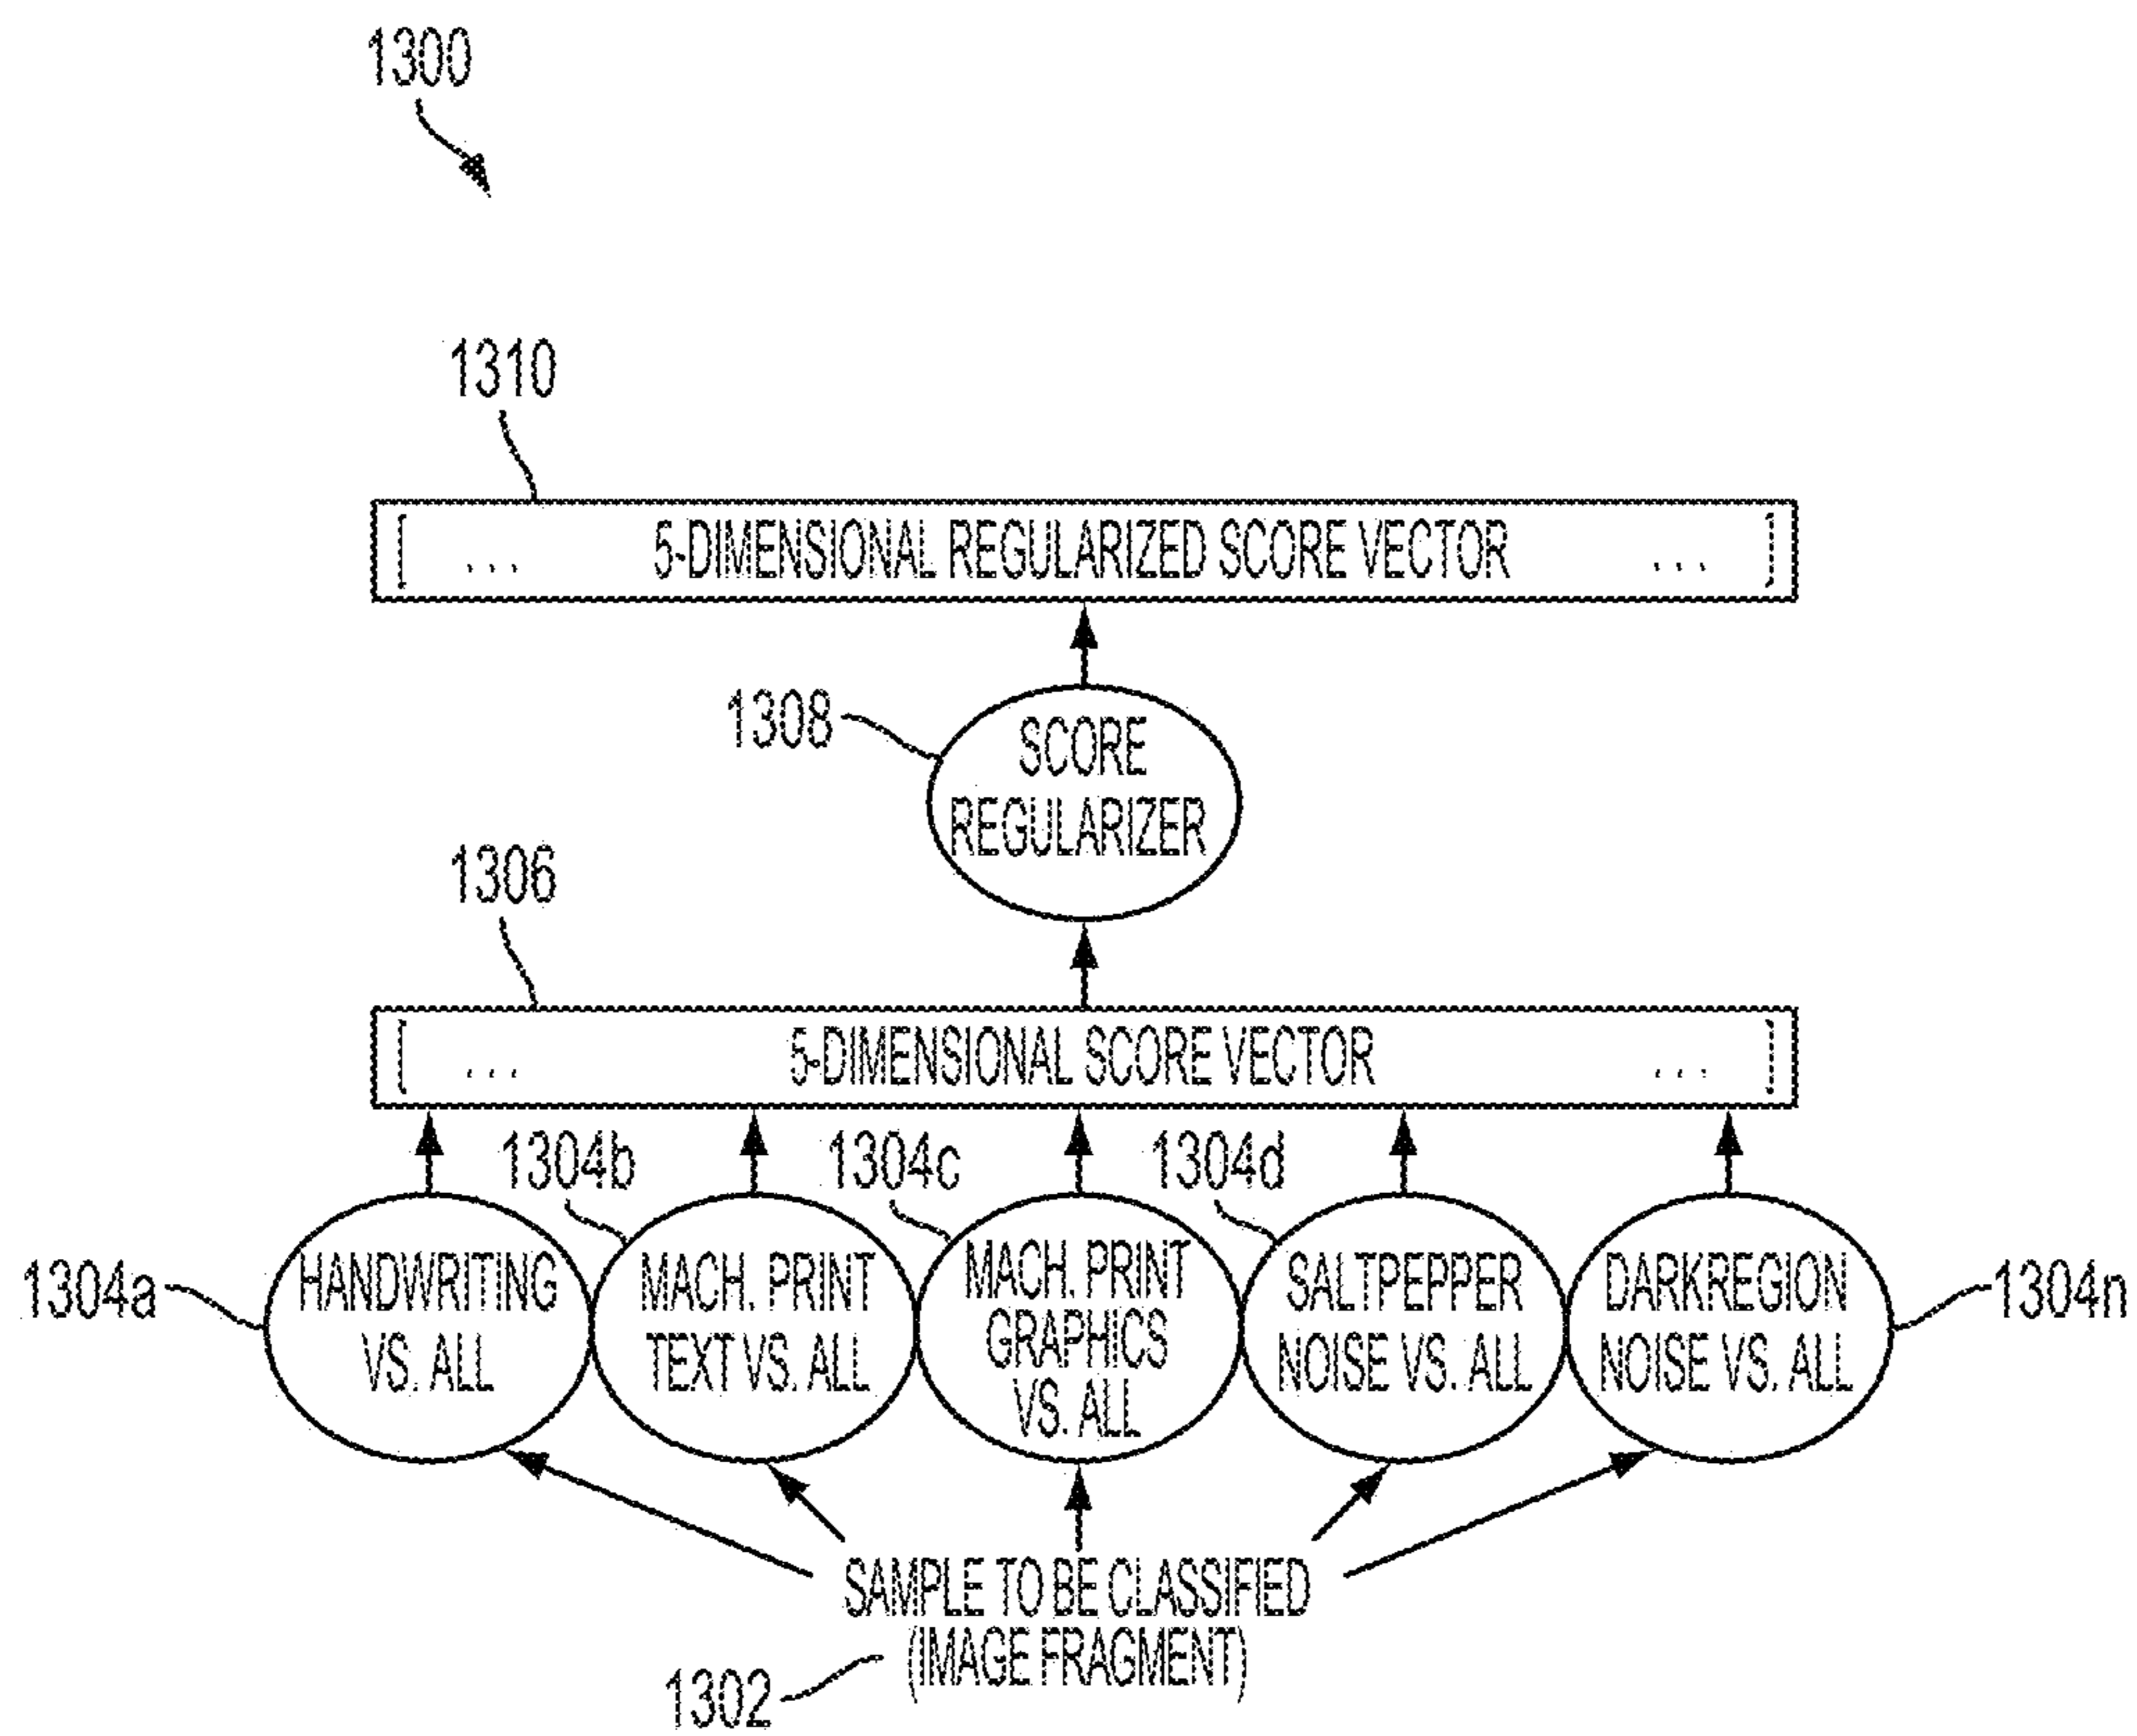 1300
1310
[ ... 5-DIMENSIONAL REGULARIZED SCORE VECTOR ... ]
1308
SCORE
REGULARIZER
1306
[ ... 5-DIMENSIONAL SCORE VECTOR ... ]
1304b
1304c
1304d
1304a
HANDWRITING
VS. ALL
MACH. PRINT
TEXT VS. ALL
MACH. PRINT
GRAPHICS
VS. ALL
SALTPEPPER
NOISE VS. ALL
DARKREGION
NOISE VS. ALL
1304n
SAMPLE TO BE CLASSIFIED
(IMAGE FRAGMENT)
1302